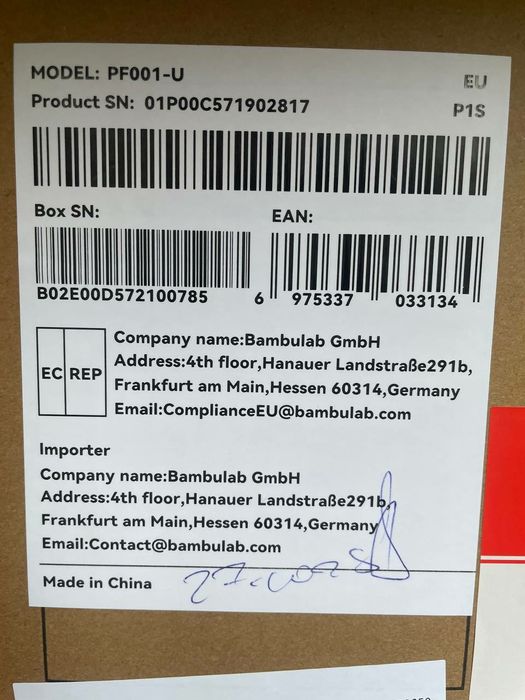 MODEL: PF001-U
EU
Product SN: 01P00C571902817
P1S
Box SN:
EAN:
B02E00D572100785
6 975337 033134
EC REP
Company name:Bambulab GmbH
Address:4th floor,Hanauer Landstraße291b,
Frankfurt am Main,Hessen 60314,Germany
Email:ComplianceEU@bambulab.com
Importer
Company name:Bambulab GmbH
Address:4th floor,Hanauer Landstraße291b,
Frankfurt am Main,Hessen 60314,Germany
Email:Contact@bambulab.com
Made in China